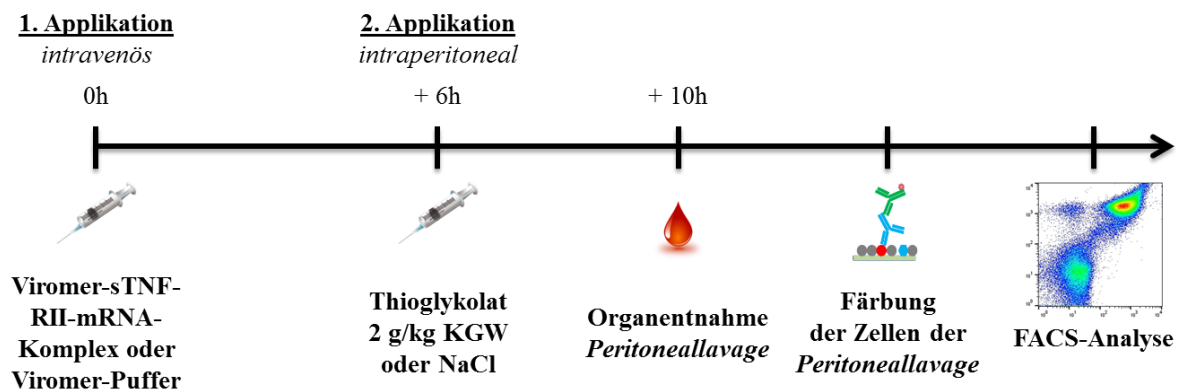 1. Applikation
intravenös
2. Applikation
intraperitoneal
0h
+ 6h
+ 10h
Viromer-sTNF-
RII-mRNA-
Komplex oder
Viromer-Puffer
Thioglykolat
2 g/kg KGW
oder NaCl
Organentnahme
Peritoneallavage
Färbung
der Zellen der
Peritoneallavage
FACS-Analyse